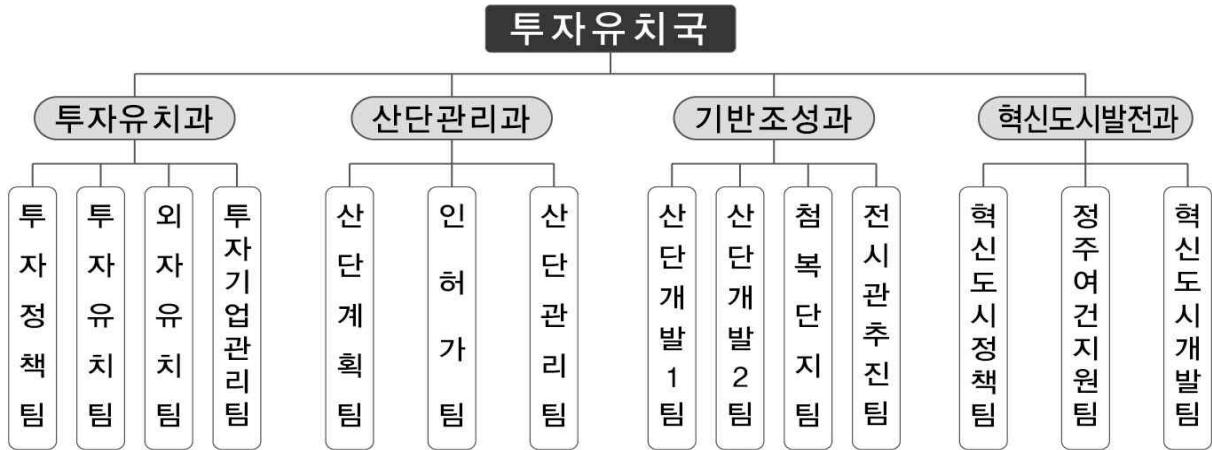 투자유치국
투자유치과
산단관리과
기반조성과
혁신도시발전과
투자정책팀
투자유치팀
외자유치팀
투자기업관리팀
산단계획팀
인허가팀
산단관리팀
산단개발1팀
산단개발2팀
첨복단지팀
전시관추진팀
혁신도시정책팀
정주여건지원팀
혁신도시개발팀